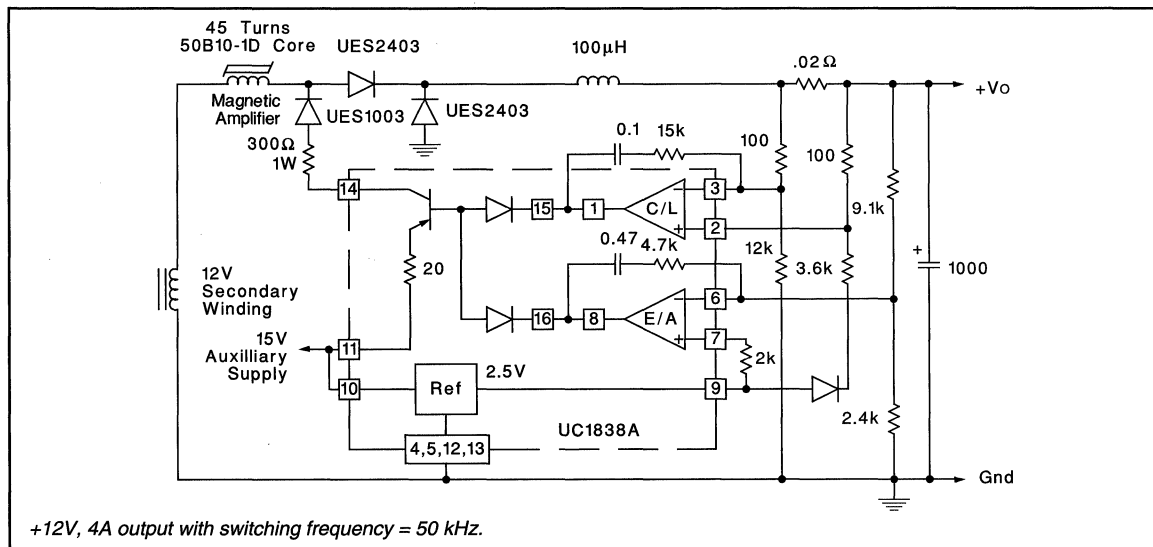 45 Turns
50B10-1D Core
UES2403
100µH
.02Ω
+Vo
Magnetic
Amplifier
UES1003
UES2403
300Ω
1W
0.1
15k
100
100
14
15
1
C/L
-
+
3
2
9.1k
0.47
4.7k
12k
3.6k
+
1000
20
12V
Secondary
Winding
16
8
E/A
-
+
6
7
15V
Auxilliary
Supply
11
2k
10
Ref
2.5V
9
2.4k
UC1838A
4,5,12,13
Gnd
+12V, 4A output with switching frequency = 50 kHz.